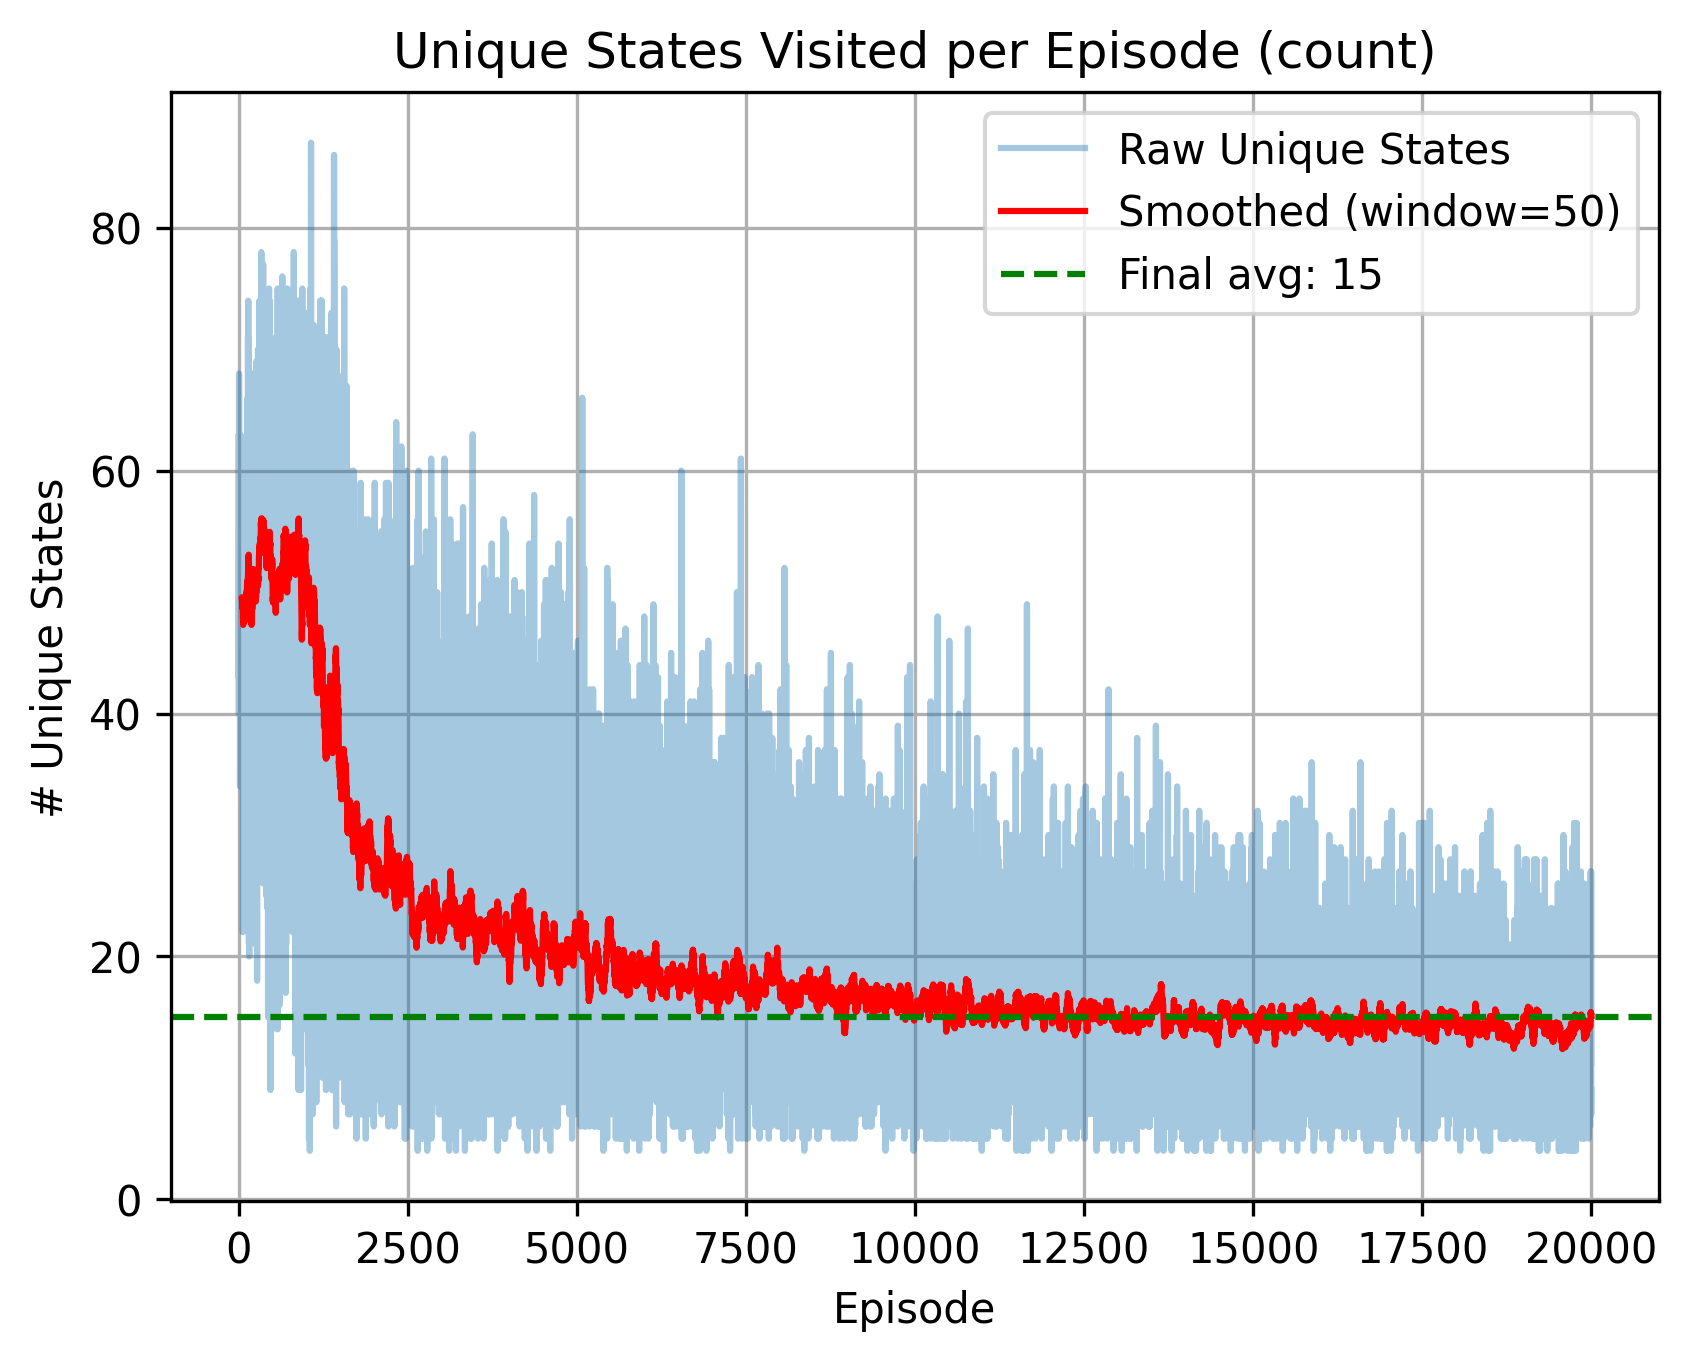 Unique States Visited per Episode (count)
Raw Unique States
Smoothed (window=50)
Final avg: 15
# Unique States
80
60
40
20
0
0 2500 5000 7500 10000 12500 15000 17500 20000
Episode